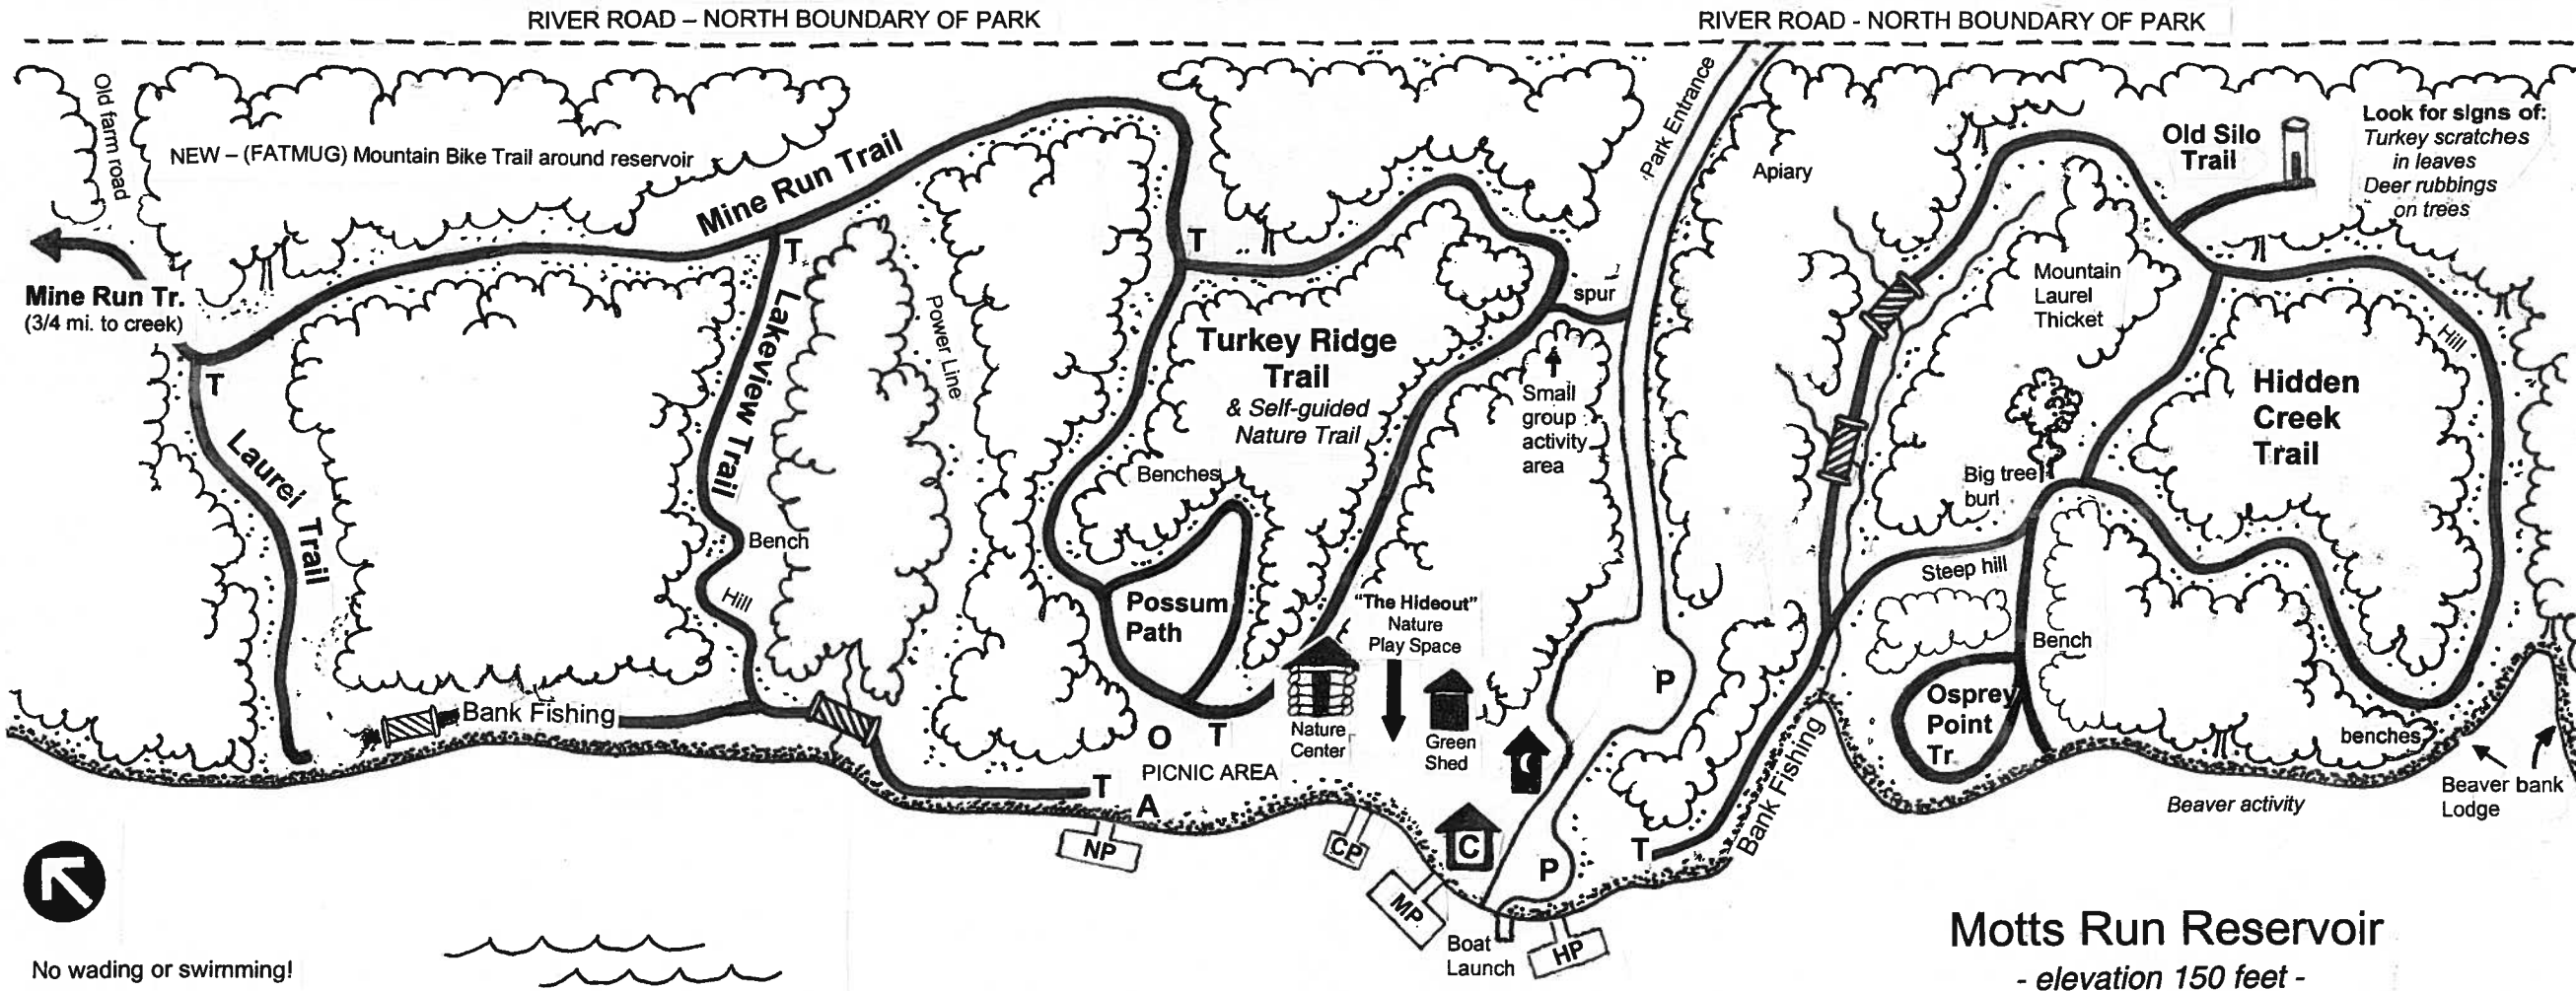 RIVER ROAD – NORTH BOUNDARY OF PARK
RIVER ROAD - NORTH BOUNDARY OF PARK
Old farm road
NEW – (FATMUG) Mountain Bike Trail around reservoir
Mine Run Trail
Park Entrance
Apiary
Old Silo
Trail
Look for signs of:
Turkey scratches
in leaves
Deer rubbings
on trees
Mine Run Tr.
(3/4 mi. to creek)
T
T
T
Lakeview Trail
Power Line
spur
Mountain
Laurel
Thicket
Hill
Turkey Ridge
Trail
& Self-guided
Nature Trail
Small
group
activity
area
Hidden
Creek
Trail
Laurel Trail
Benches
Big tree
burl
Bench
Hill
Steep hill
Possum
Path
"The Hideout"
Nature
Play Space
Bench
P
Osprey
Point
Tr
Bank Fishing
Nature
Center
Green
Shed
O
T
PICNIC AREA
benches
Bank Fishing
T
A
Beaver activity
Beaver bank
Lodge
NP
CP
C
P
T
MP
Boat
Launch
HP
Motts Run Reservoir
- elevation 150 feet -
No wading or swimming!